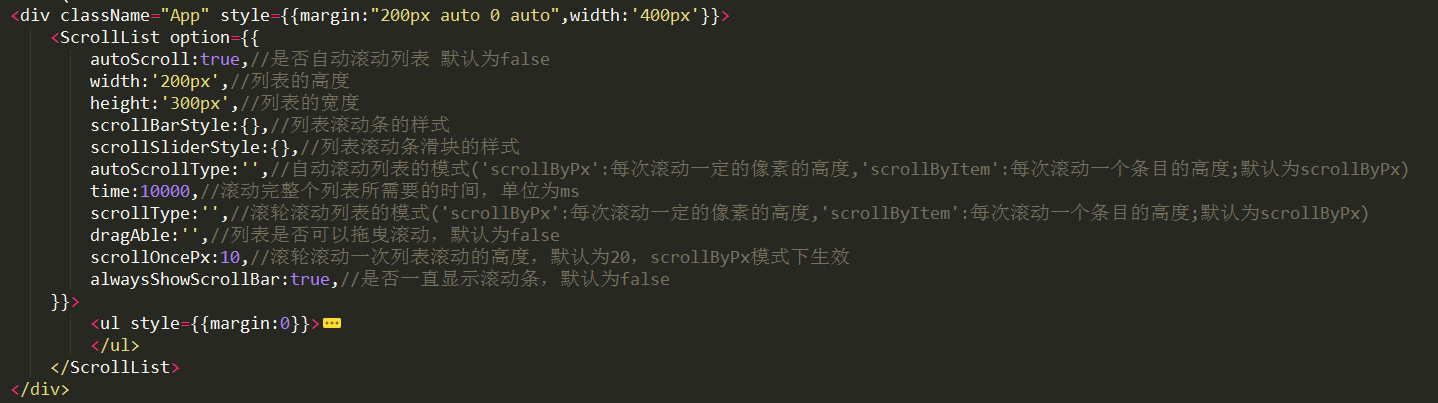 <div className="App" style={{margin:"200px auto 0 auto",width:'400px'}}>
<ScrollList option={{
autoScroll:true,//是否自动滚动列表 默认为false
width:'200px',//列表的高度
height:'300px',//列表的宽度
scrollBarStyle:{},//列表滚动条的样式
scrollSliderStyle:{},//列表滚动条滑块的样式
autoScrollType:'',//自动滚动列表的模式('scrollByPx':每次滚动一定的像素的高度,'scrollByItem':每次滚动一个条目的高度;默认为scrollByPx)
time:10000,//滚动完整个列表所需要的时间，单位为ms
scrollType:'',//滚轮滚动列表的模式('scrollByPx':每次滚动一定的像素的高度,'scrollByItem':每次滚动一个条目的高度;默认为scrollByPx)
dragAble:'',//列表是否可以拖曳滚动，默认为false
scrollOncePx:10,//滚轮滚动一次列表滚动的高度，默认为20，scrollByPx模式下生效
alwaysShowScrollBar:true,//是否一直显示滚动条，默认为false
}}>
<ul style={{margin:0}}>
</ul>
</ScrollList>
</div>